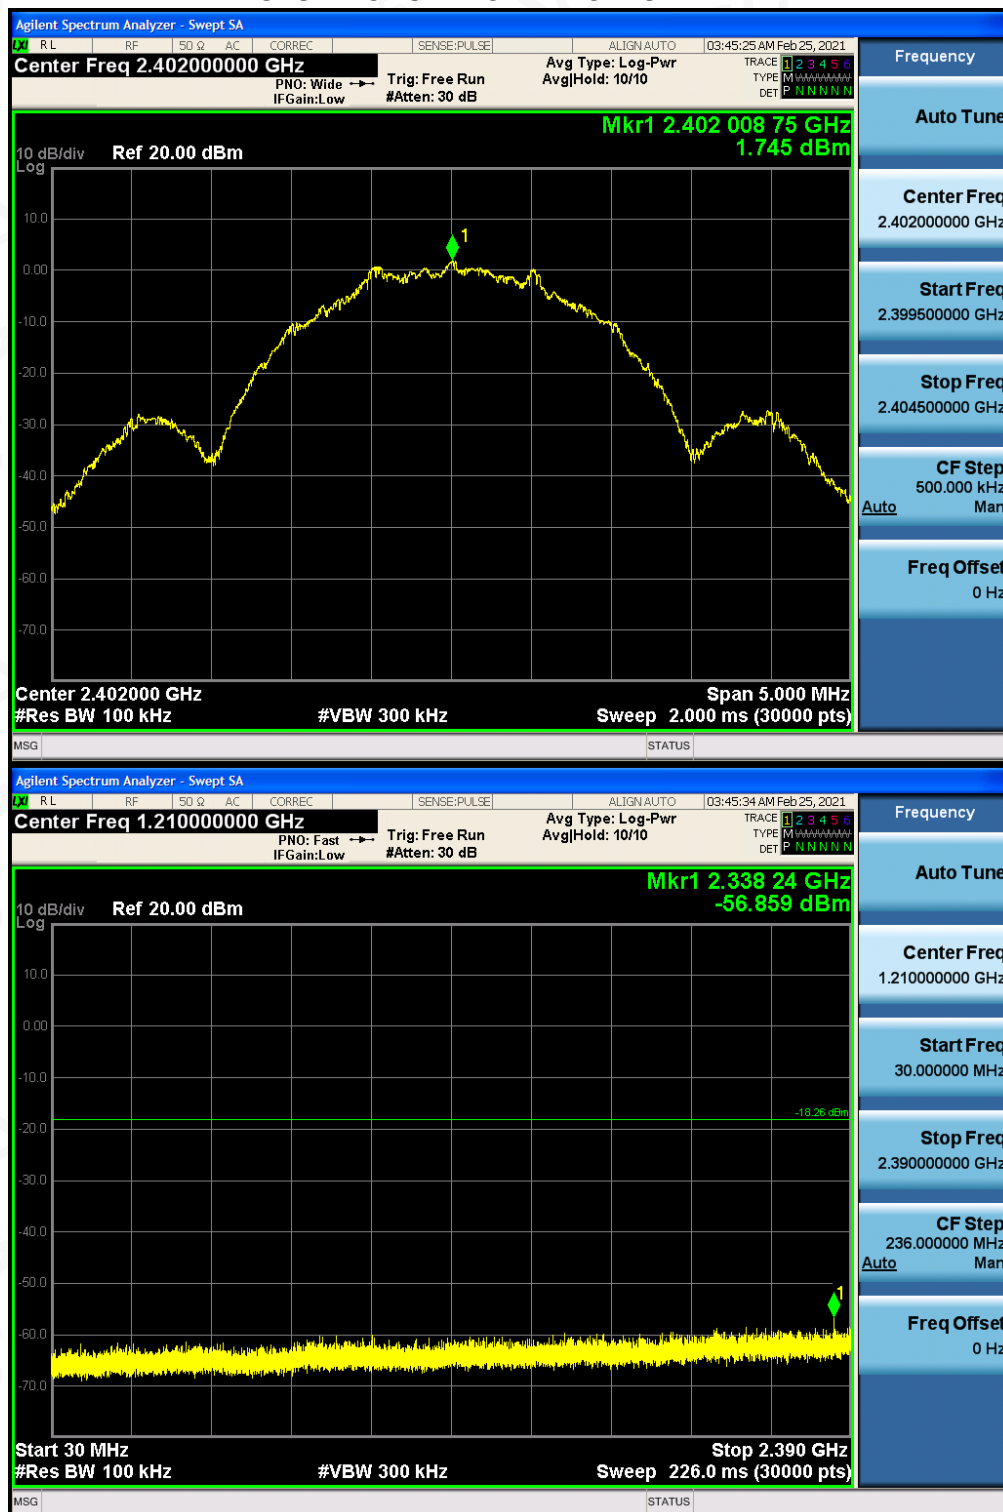 Agilent Spectrum Analyzer - Swept SA
LXI RL RF 50 Ω AC CORREC SENSE:PULSE ALIGN AUTO 03:45:25 AM Feb 25, 2021
Center Freq 2.402000000 GHz
PNO: Wide
IFGain:Low
Trig: Free Run
#Atten: 30 dB
Avg Type: Log-Pwr
Avg|Hold: 10/10
TRACE 1 2 3 4 5 6
TYPE M
DET P N N N N N
Mkr1 2.402 008 75 GHz
1.745 dBm
10 dB/div Ref 20.00 dBm
Log
10.0
1
0.00
-10.0
-20.0
-30.0
-40.0
-50.0
-60.0
-70.0
Center 2.402000 GHz Span 5.000 MHz
#Res BW 100 kHz #VBW 300 kHz Sweep 2.000 ms (30000 pts)
MSG STATUS
Frequency
Auto Tune
Center Freq
2.402000000 GHz
Start Freq
2.399500000 GHz
Stop Freq
2.404500000 GHz
CF Step
500.000 kHz
Auto Man
Freq Offset
0 Hz
Agilent Spectrum Analyzer - Swept SA
LXI RL RF 50 Ω AC CORREC SENSE:PULSE ALIGN AUTO 03:45:34 AM Feb 25, 2021
Center Freq 1.210000000 GHz
PNO: Fast
IFGain:Low
Trig: Free Run
#Atten: 30 dB
Avg Type: Log-Pwr
Avg|Hold: 10/10
TRACE 1 2 3 4 5 6
TYPE M
DET P N N N N N
Mkr1 2.338 24 GHz
-56.859 dBm
10 dB/div Ref 20.00 dBm
Log
10.0
0.00
-10.0
-18.26 dBm
-20.0
-30.0
-40.0
-50.0
1
-60.0
-70.0
Start 30 MHz Stop 2.390 GHz
#Res BW 100 kHz #VBW 300 kHz Sweep 226.0 ms (30000 pts)
MSG STATUS
Frequency
Auto Tune
Center Freq
1.210000000 GHz
Start Freq
30.000000 MHz
Stop Freq
2.390000000 GHz
CF Step
236.000000 MHz
Auto Man
Freq Offset
0 Hz